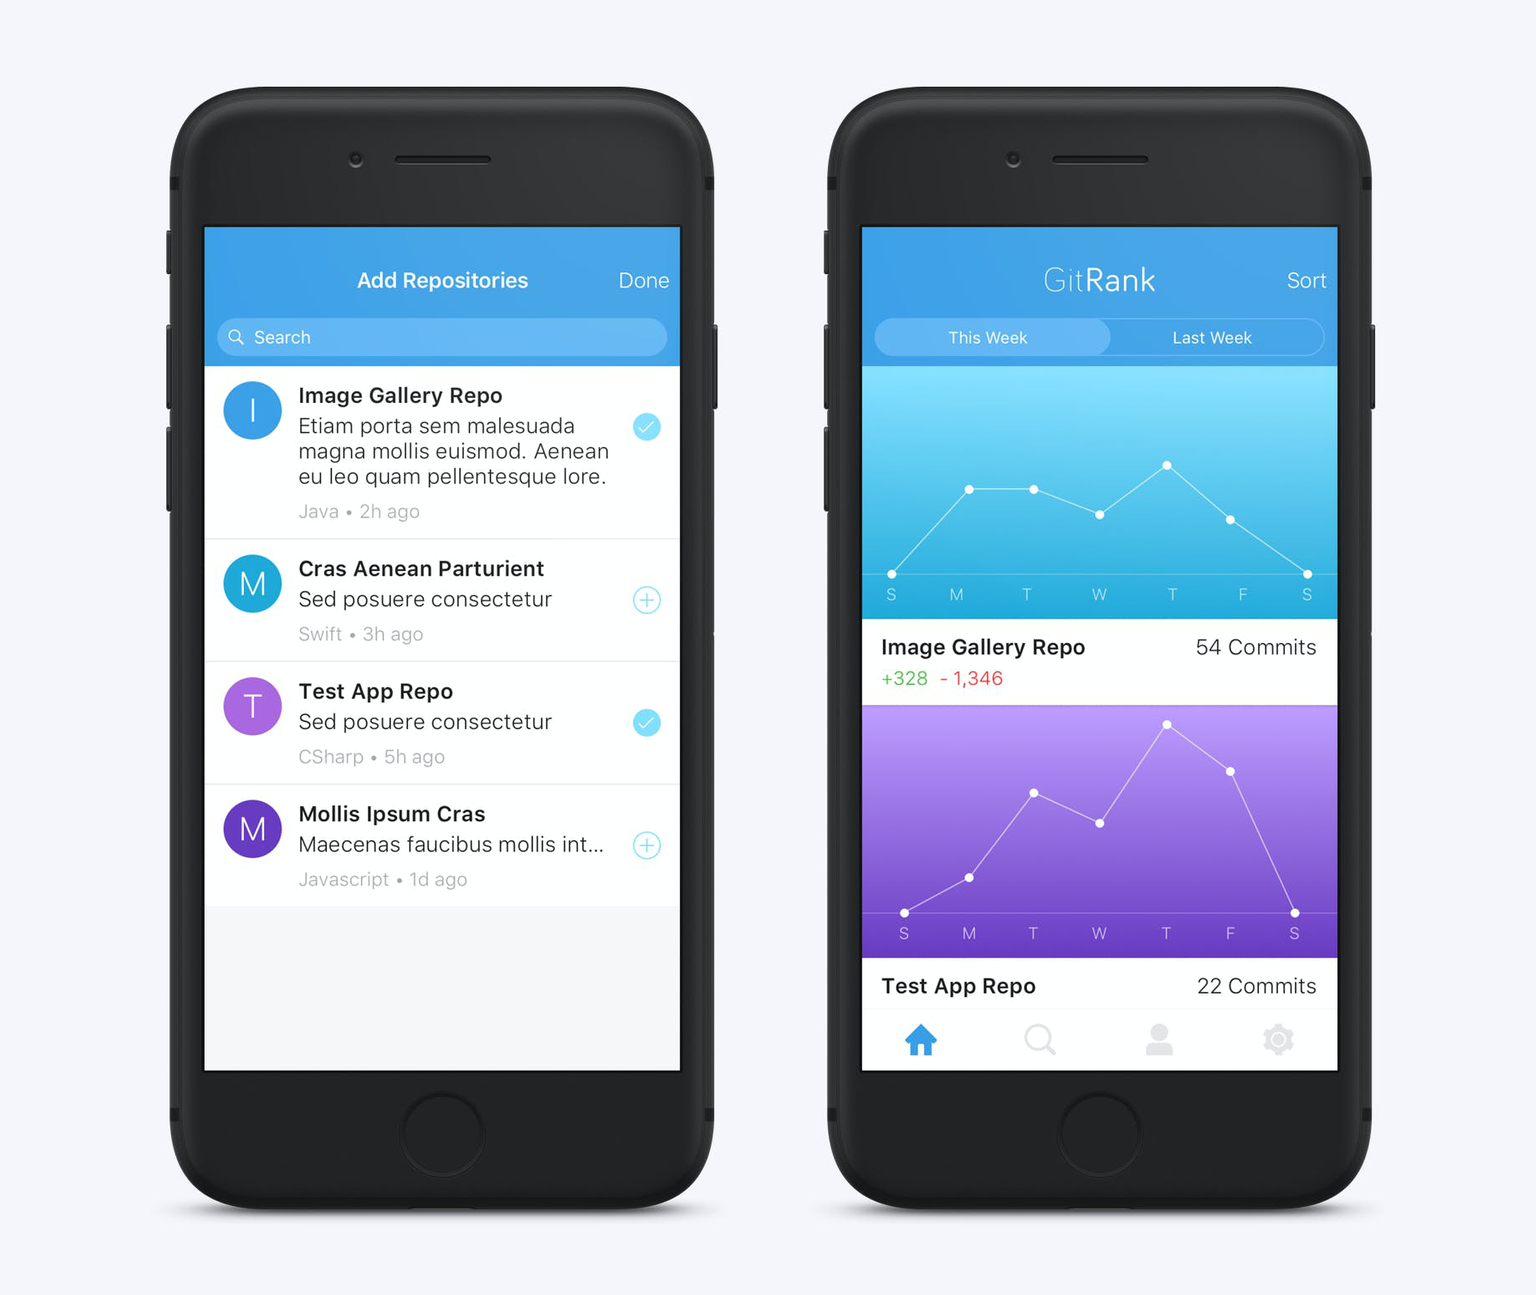 Add Repositories
Done
Search
I
Image Gallery Repo
Etiam porta sem malesuada
magna mollis euismod. Aenean
eu leo quam pellentesque lore.
Java • 2h ago
M
Cras Aenean Parturient
Sed posuere consectetur
Swift • 3h ago
T
Test App Repo
Sed posuere consectetur
CSharp • 5h ago
M
Mollis Ipsum Cras
Maecenas faucibus mollis int...
Javascript • 1d ago
GitRank
Sort
This Week Last Week
S M T W T F S
Image Gallery Repo 54 Commits
+328 - 1,346
S M T W T F S
Test App Repo 22 Commits